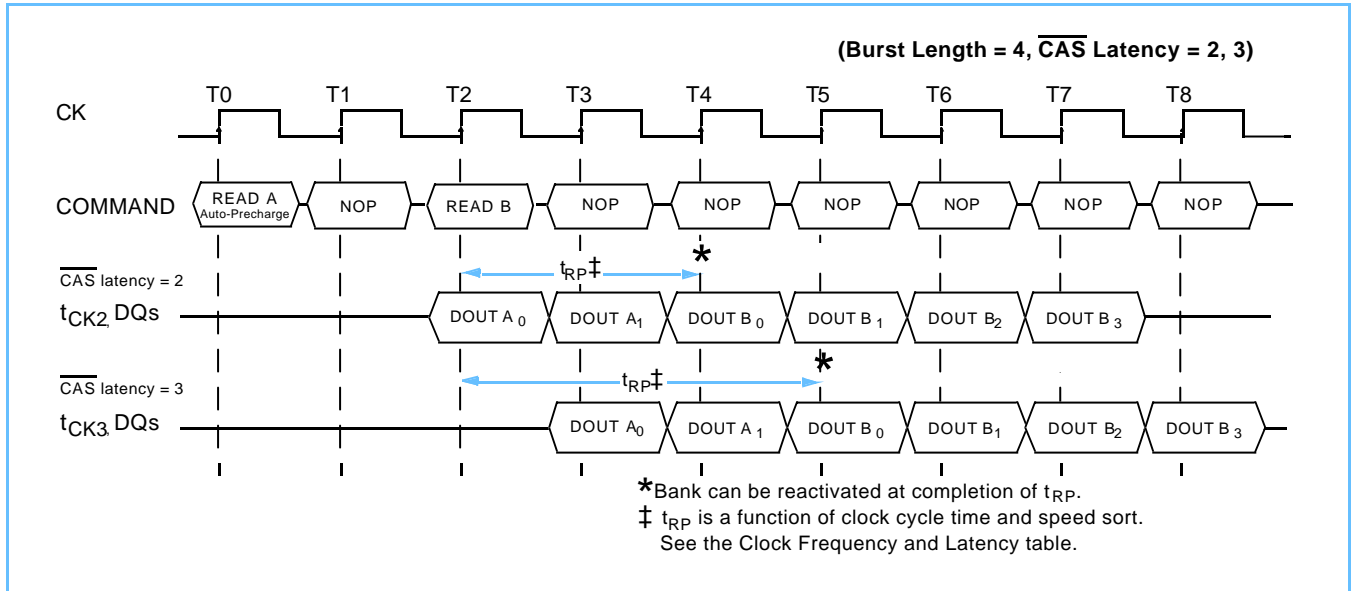 (Burst Length = 4, CAS Latency = 2, 3)
T0 T1 T2 T3 T4 T5 T6 T7 T8
CK
COMMAND READ A Auto-Precharge NOP READ B NOP NOP NOP NOP NOP NOP
*
tRP‡
CAS latency = 2
tCK2, DQs DOUT A0 DOUT A1 DOUT B0 DOUT B1 DOUT B2 DOUT B3
*
tRP‡
CAS latency = 3
tCK3, DQs DOUT A0 DOUT A1 DOUT B0 DOUT B1 DOUT B2 DOUT B3
*Bank can be reactivated at completion of tRP.
‡ tRP is a function of clock cycle time and speed sort.
See the Clock Frequency and Latency table.